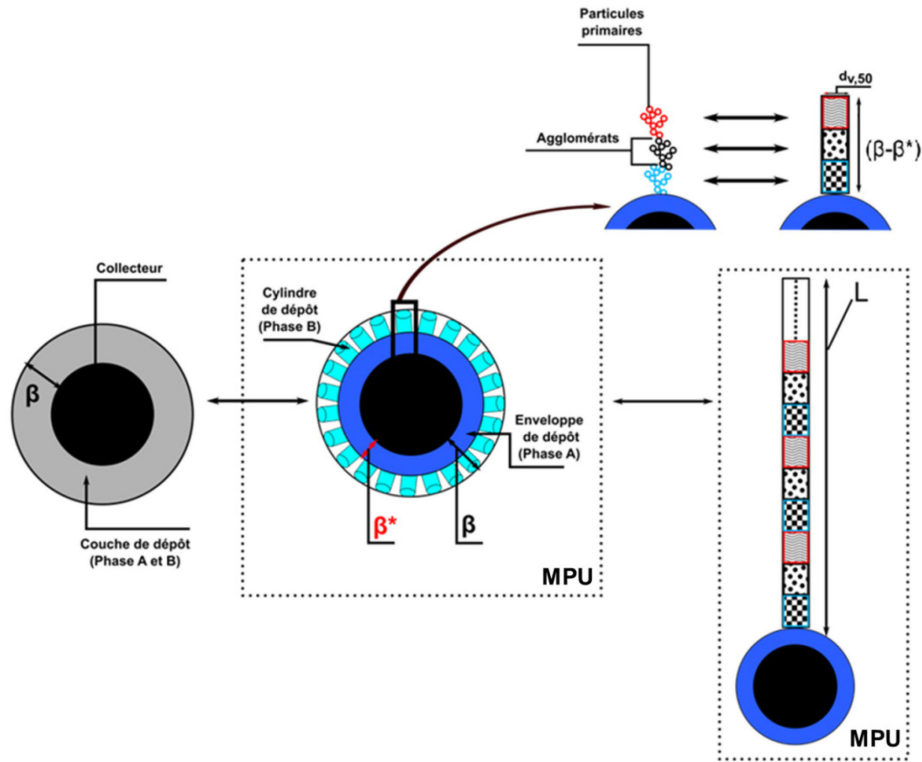 Particules
primaires
Agglomérats
d_v,50
(β-β*)
Collecteur
β
Couche de dépôt
(Phase A et B)
Cylindre
de dépôt
(Phase B)
Enveloppe
de dépôt
(Phase A)
β*
β
MPU
L
MPU